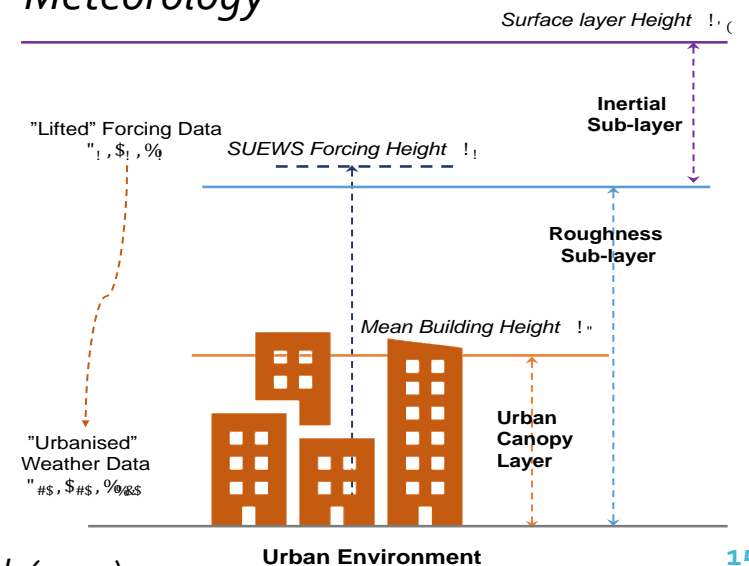 Meteorology
Surface layer Height !,(
Inertial
Sub-layer
"Lifted" Forcing Data
"!,$!,%!
SUEWS Forcing Height !!
Roughness
Sub-layer
Mean Building Height !"
Urban
Canopy
Layer
"Urbanised"
Weather Data
"#$,$#$,%
Urban Environment
15